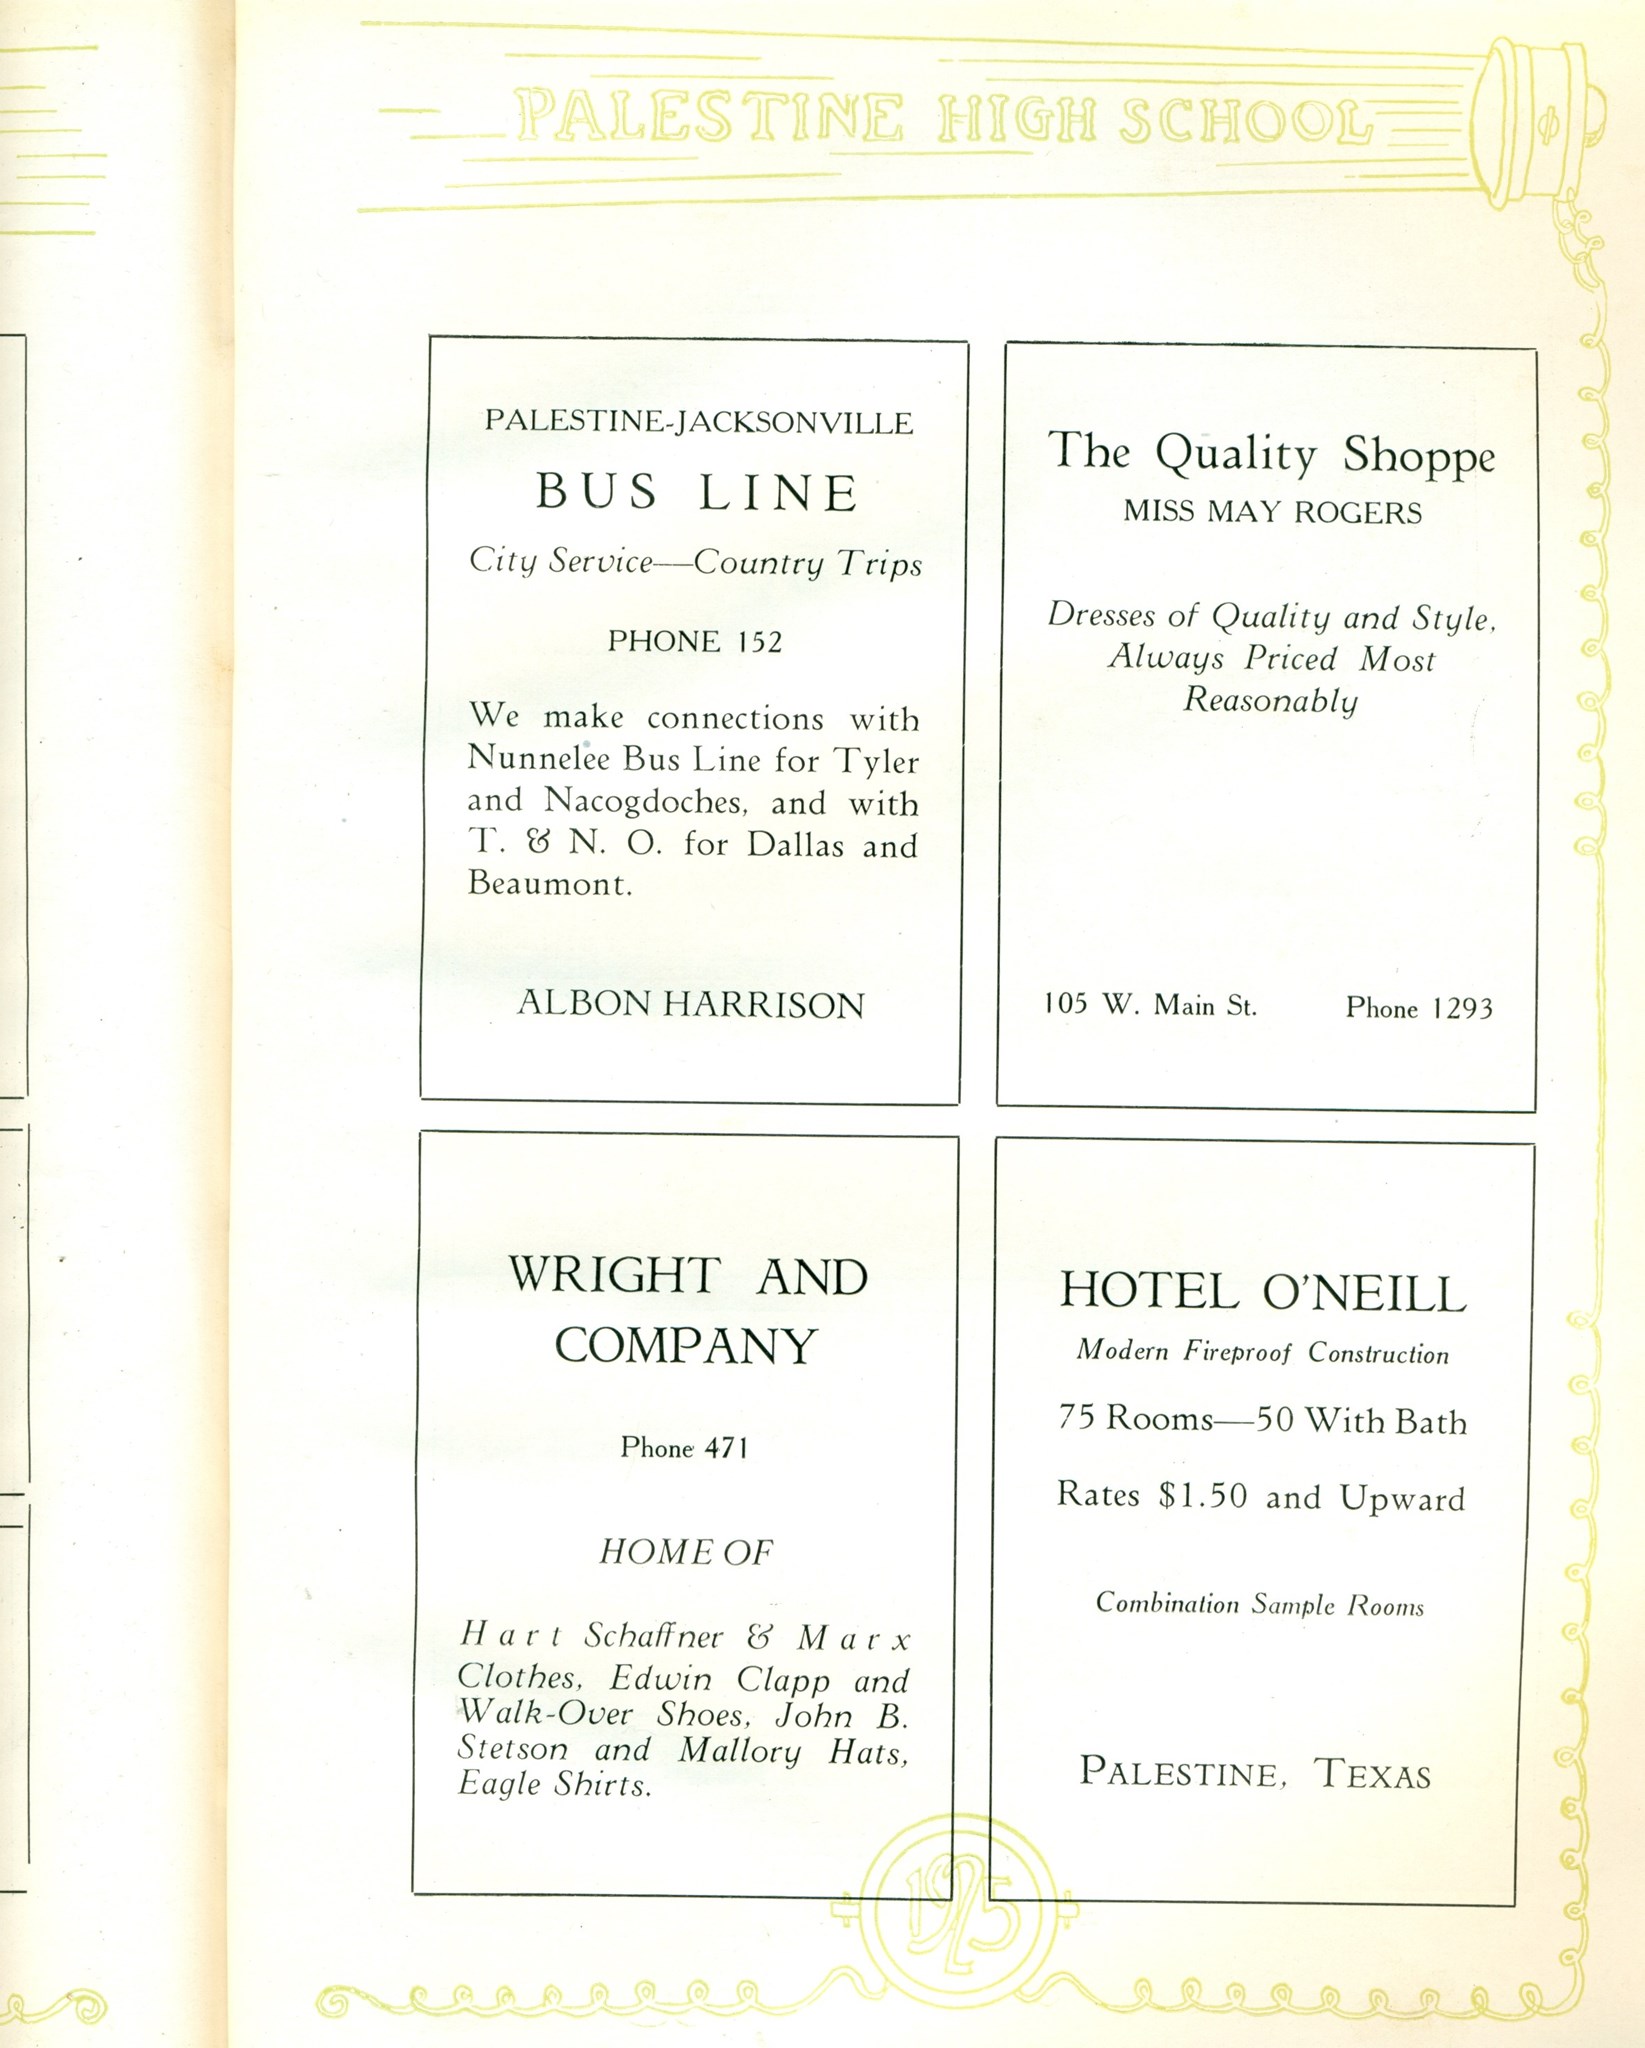 PALESTINE HIGH SCHOOL
PALESTINE-JACKSONVILLE
BUS LINE
City Service—Country Trips
PHONE 152
We make connections with
Nunnelee Bus Line for Tyler
and Nacogdoches, and with
T. & N. O. for Dallas and
Beaumont.
ALBON HARRISON
The Quality Shoppe
MISS MAY ROGERS
Dresses of Quality and Style,
Always Priced Most
Reasonably
105 W. Main St. Phone 1293
WRIGHT AND
COMPANY
Phone 471
HOME OF
Hart Schaffner & Marx
Clothes, Edwin Clapp and
Walk-Over Shoes, John B.
Stetson and Mallory Hats,
Eagle Shirts.
HOTEL O'NEILL
Modern Fireproof Construction
75 Rooms—50 With Bath
Rates $1.50 and Upward
Combination Sample Rooms
PALESTINE, TEXAS
1925